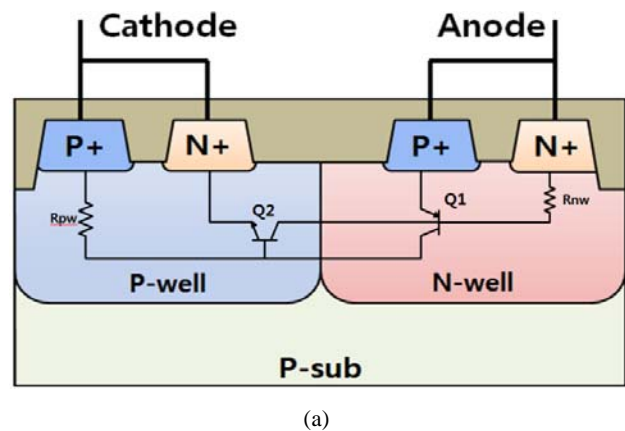 Cathode Anode
P+ N+ P+ N+
Rpw Q2 Q1 Rnw
P-well N-well
P-sub
(a)